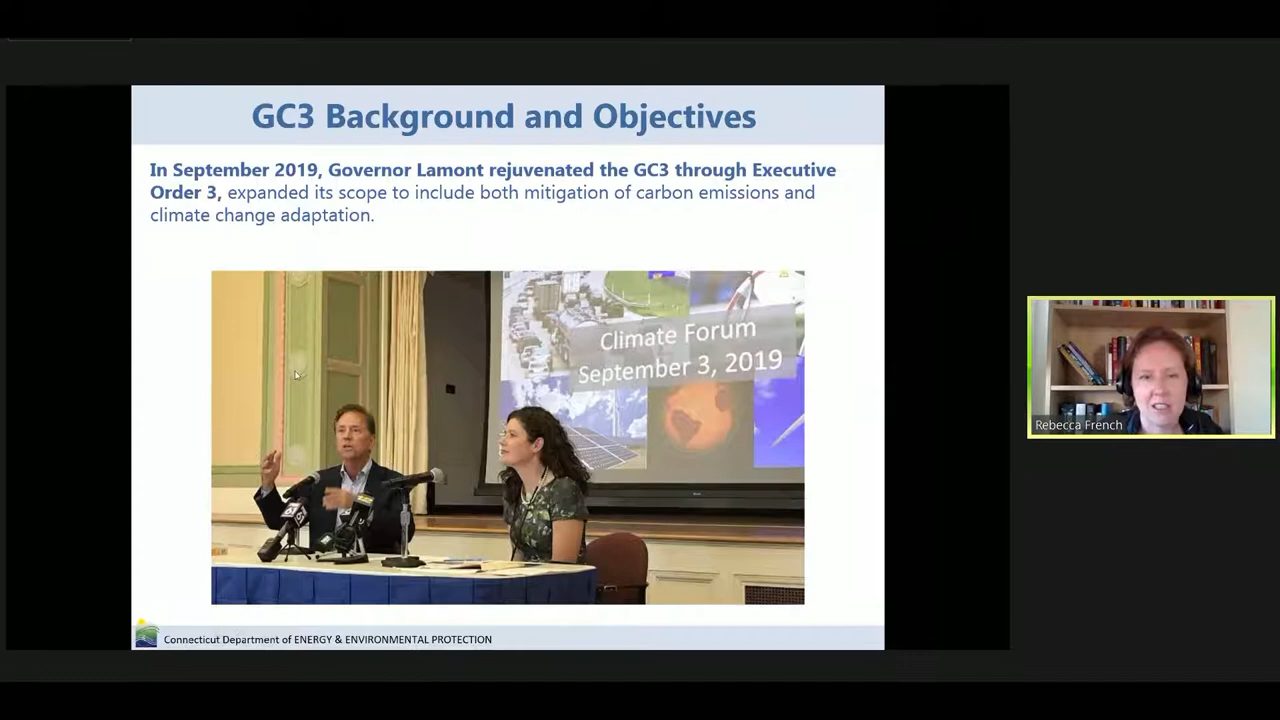 GC3 Background and Objectives
In September 2019, Governor Lamont rejuvenated the GC3 through Executive
Order 3, expanded its scope to include both mitigation of carbon emissions and
climate change adaptation.
Climate Forum
September 3, 2019
Rebecca French
Connecticut Department of ENERGY & ENVIRONMENTAL PROTECTION